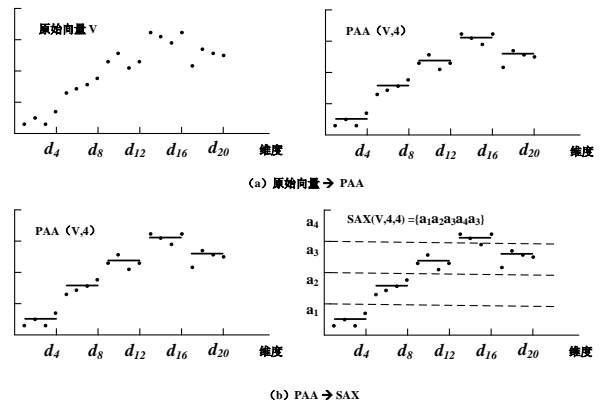 原始向量 V
d4 d8 d12 d16 d20 维度
PAA（V,4）
d4 d8 d12 d16 d20 维度
（a）原始向量→ PAA
PAA（V,4）
d4 d8 d12 d16 d20 维度
SAX(V,4,4) ={a1a2a3a4a3}
a4
a3
a2
a1
d4 d8 d12 d16 d20 维度
（b）PAA→SAX